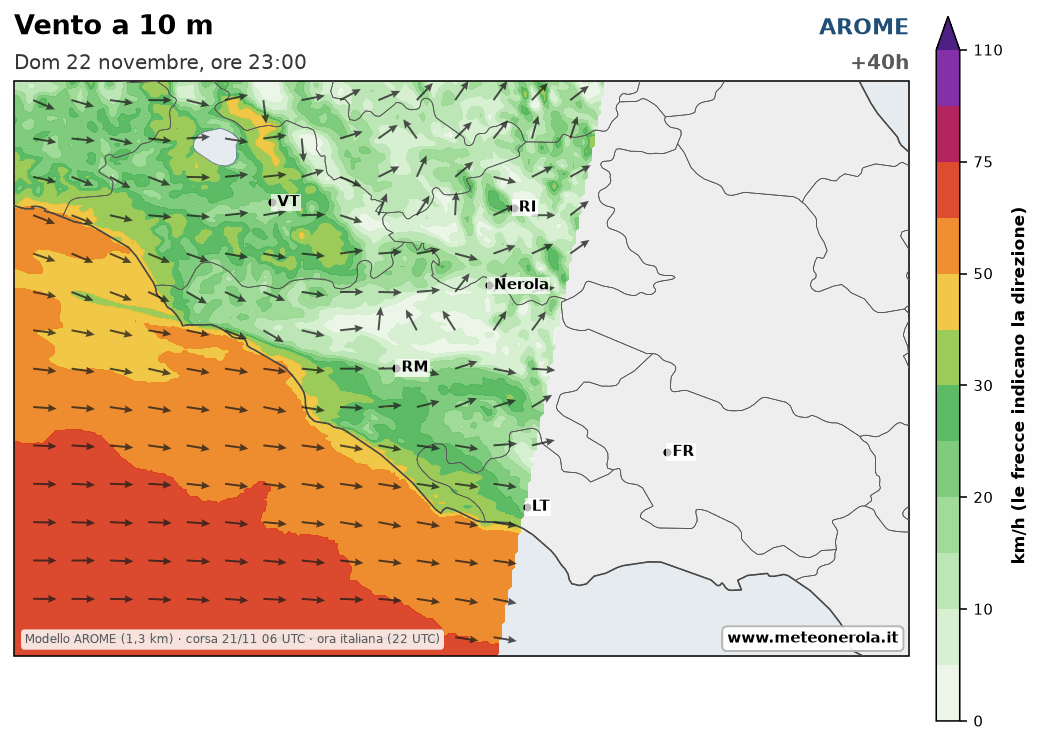 Vento a 10 m
AROME
Dom 22 novembre, ore 23:00
+40h
VT
RI
Nerola
RM
FR
LT
110
75
50
30
20
10
0
km/h (le frecce indicano la direzione)
Modello AROME (1,3 km) · corsa 21/11 06 UTC · ora italiana (22 UTC)
www.meteonerola.it